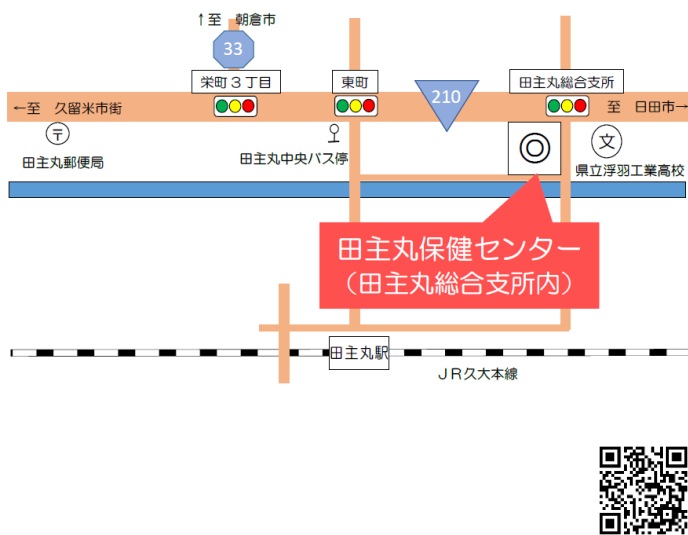 ↑至 朝倉市
33
栄町３丁目
東町
210
田主丸総合支所
←至 久留米市街
至 日田市→
〒
田主丸郵便局
田主丸中央バス停
文
県立浮羽工業高校
田主丸保健センター
（田主丸総合支所内）
田主丸駅
ＪＲ久大本線